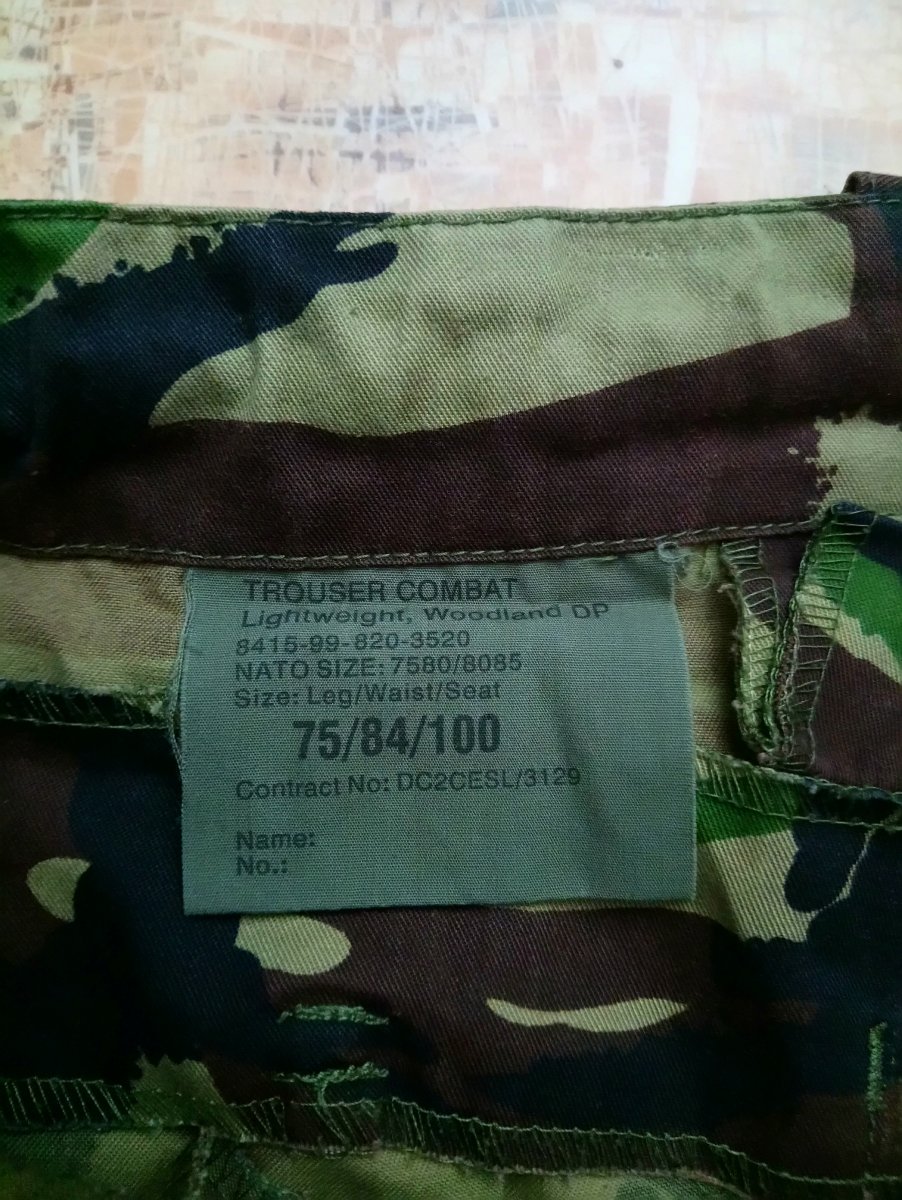 TROUSER COMBAT
Lightweight, Woodland DP
8415-99-820-3520
NATO SIZE: 7580/8085
Size: Leg/Waist/Seat
75/84/100
Contract No: DC2CESL/3129
Name:
No.: